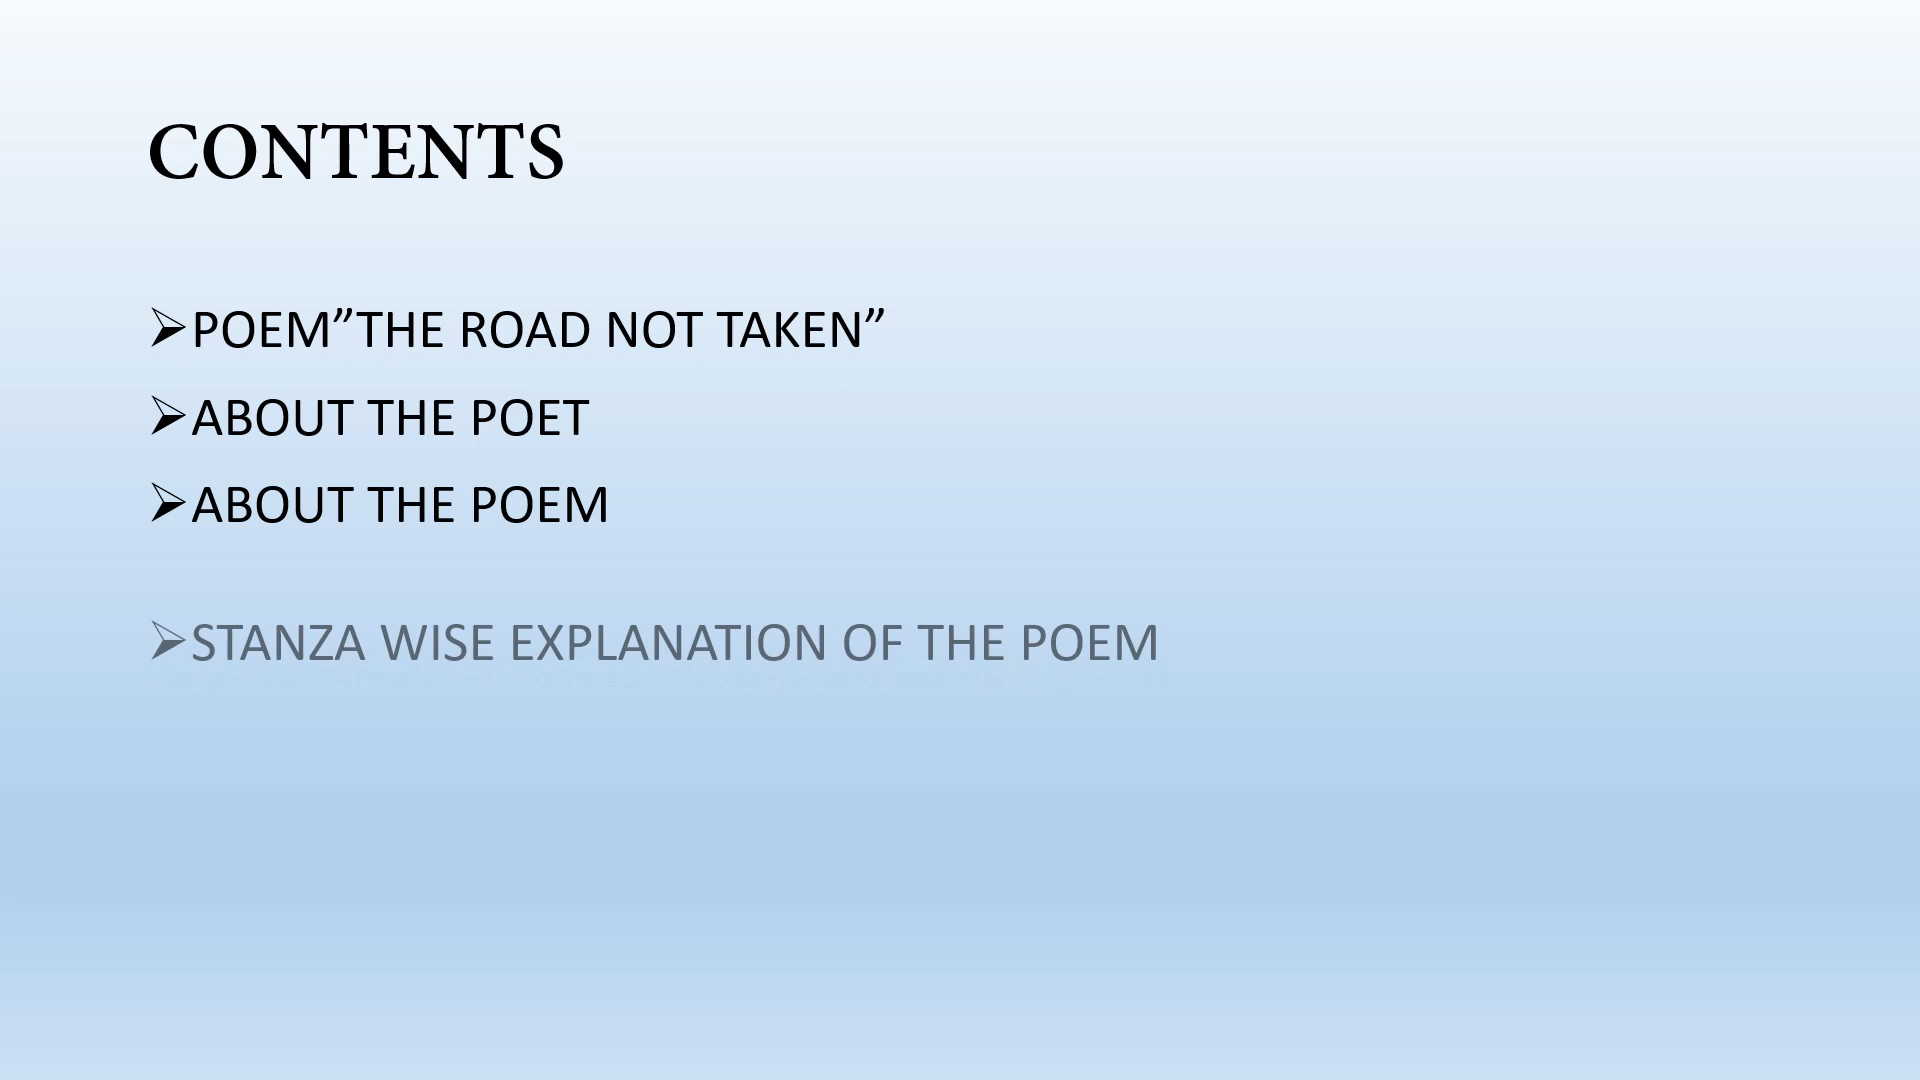 CONTENTS
➢POEM”THE ROAD NOT TAKEN”
➢ABOUT THE POET
➢ABOUT THE POEM
➢STANZA WISE EXPLANATION OF THE POEM